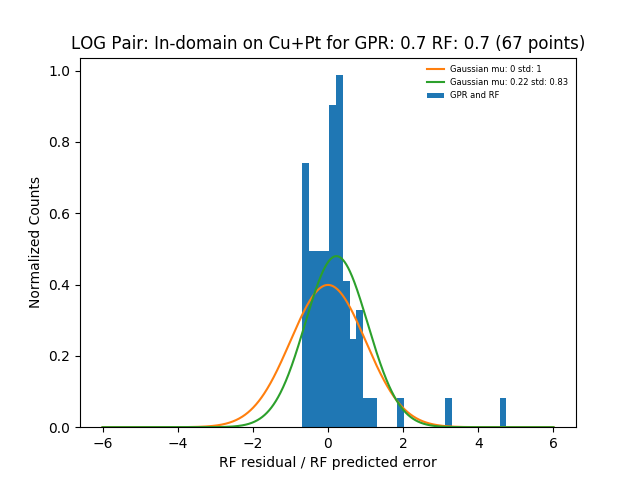 LOG Pair: In-domain on Cu+Pt for GPR: 0.7 RF: 0.7 (67 points)
Gaussian mu: 0 std: 1
Gaussian mu: 0.22 std: 0.83
GPR and RF
Normalized Counts
1.0
0.8
0.6
0.4
0.2
0.0
−6 −4 −2 0 2 4 6
RF residual / RF predicted error